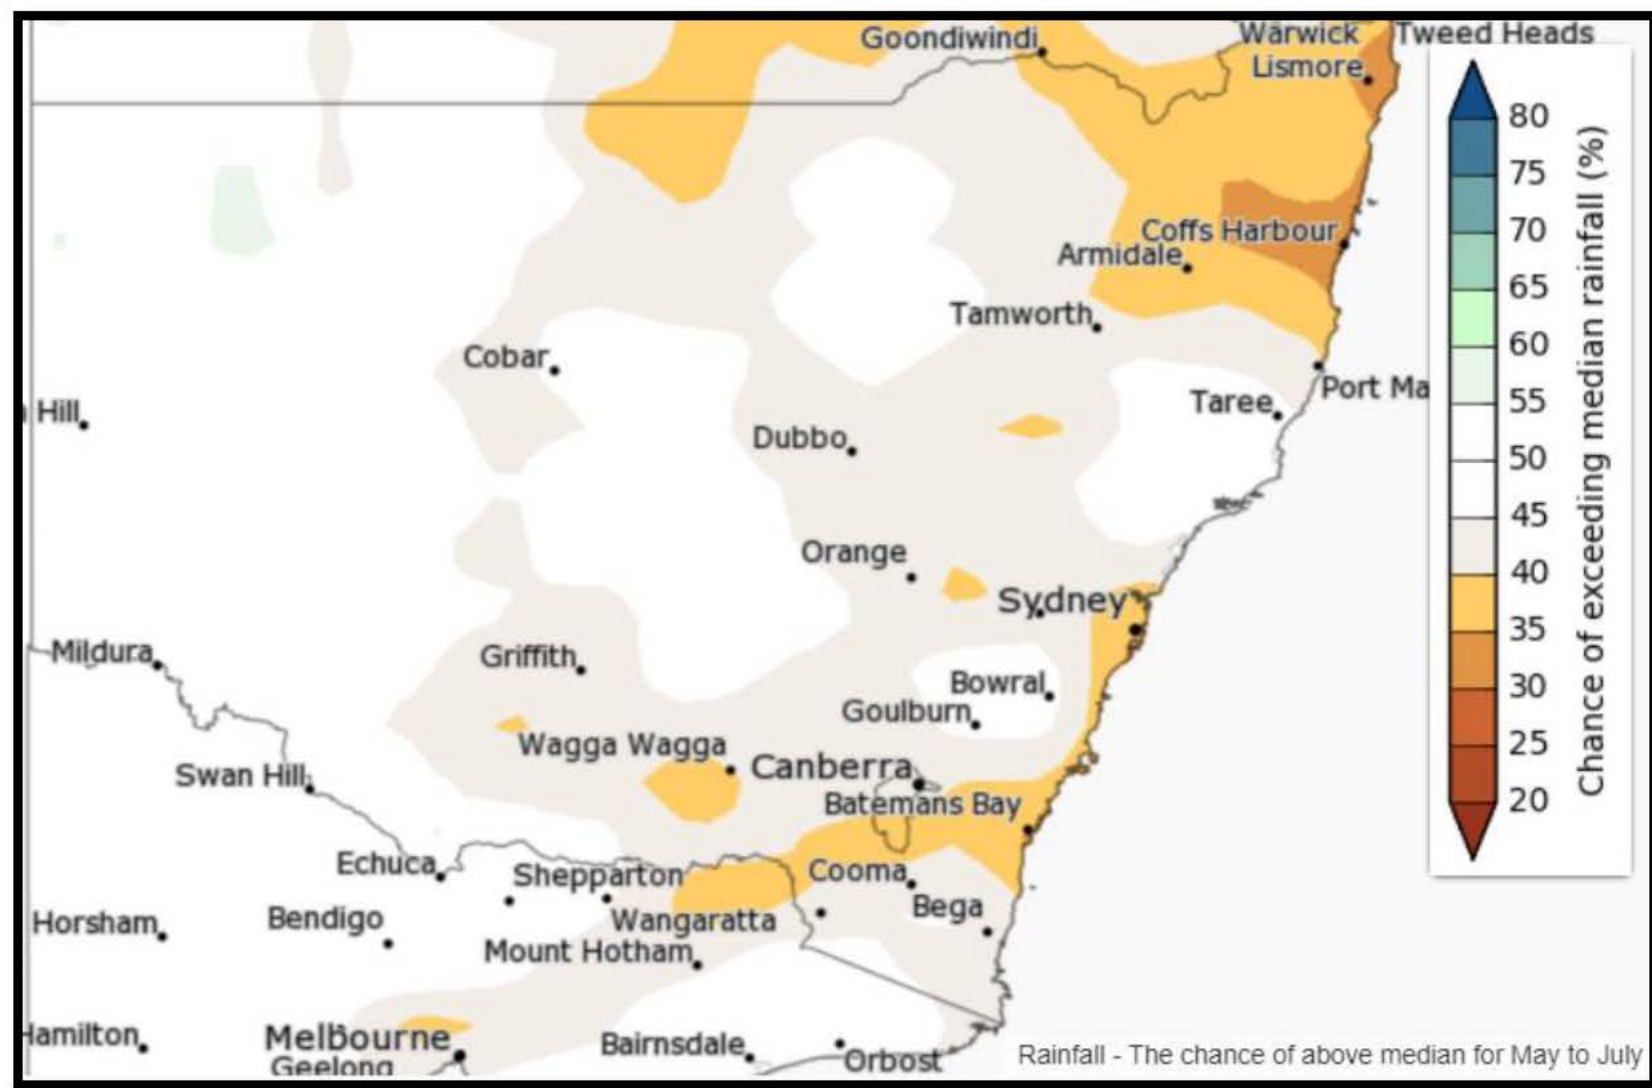 Goondiwindi
Warwick
Tweed Heads
Lismore
Coffs Harbour
Armidale
Tamworth
Cobar
Hill
Port Ma
Taree
Dubbo
Orange
Sydney
Mildura
Griffith
Bowral
Goulburn
Wagga Wagga
Canberra
Swan Hill
Batemans Bay
Echuca
Shepparton
Cooma
Horsham
Bendigo
Wangaratta
Bega
Mount Hotham
Hamilton
Melbourne
Geelong
Bairnsdale
Orbost
80
75
70
65
60
55
50
45
40
35
30
25
20
Chance of exceeding median rainfall (%)
Rainfall - The chance of above median for May to July